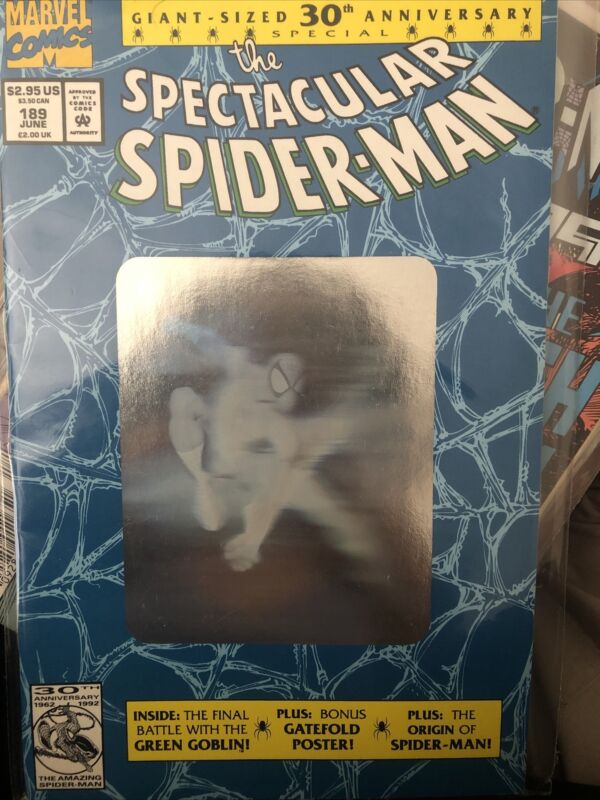 MARVEL
COMICS
GIANT-SIZED 30th ANNIVERSARY
SPECIAL
$2.95 US
$3.50 CAN
189
JUNE
£2.00 UK
APPROVED
BY THE
COMICS
CODE
CA
AUTHORITY
the
SPECTACULAR
SPIDER-MAN
30TH
ANNIVERSARY
1962 1992
THE AMAZING
SPIDER-MAN
INSIDE: THE FINAL
BATTLE WITH THE
GREEN GOBLIN!
PLUS: BONUS
GATEFOLD
POSTER!
PLUS: THE
ORIGIN OF
SPIDER-MAN!